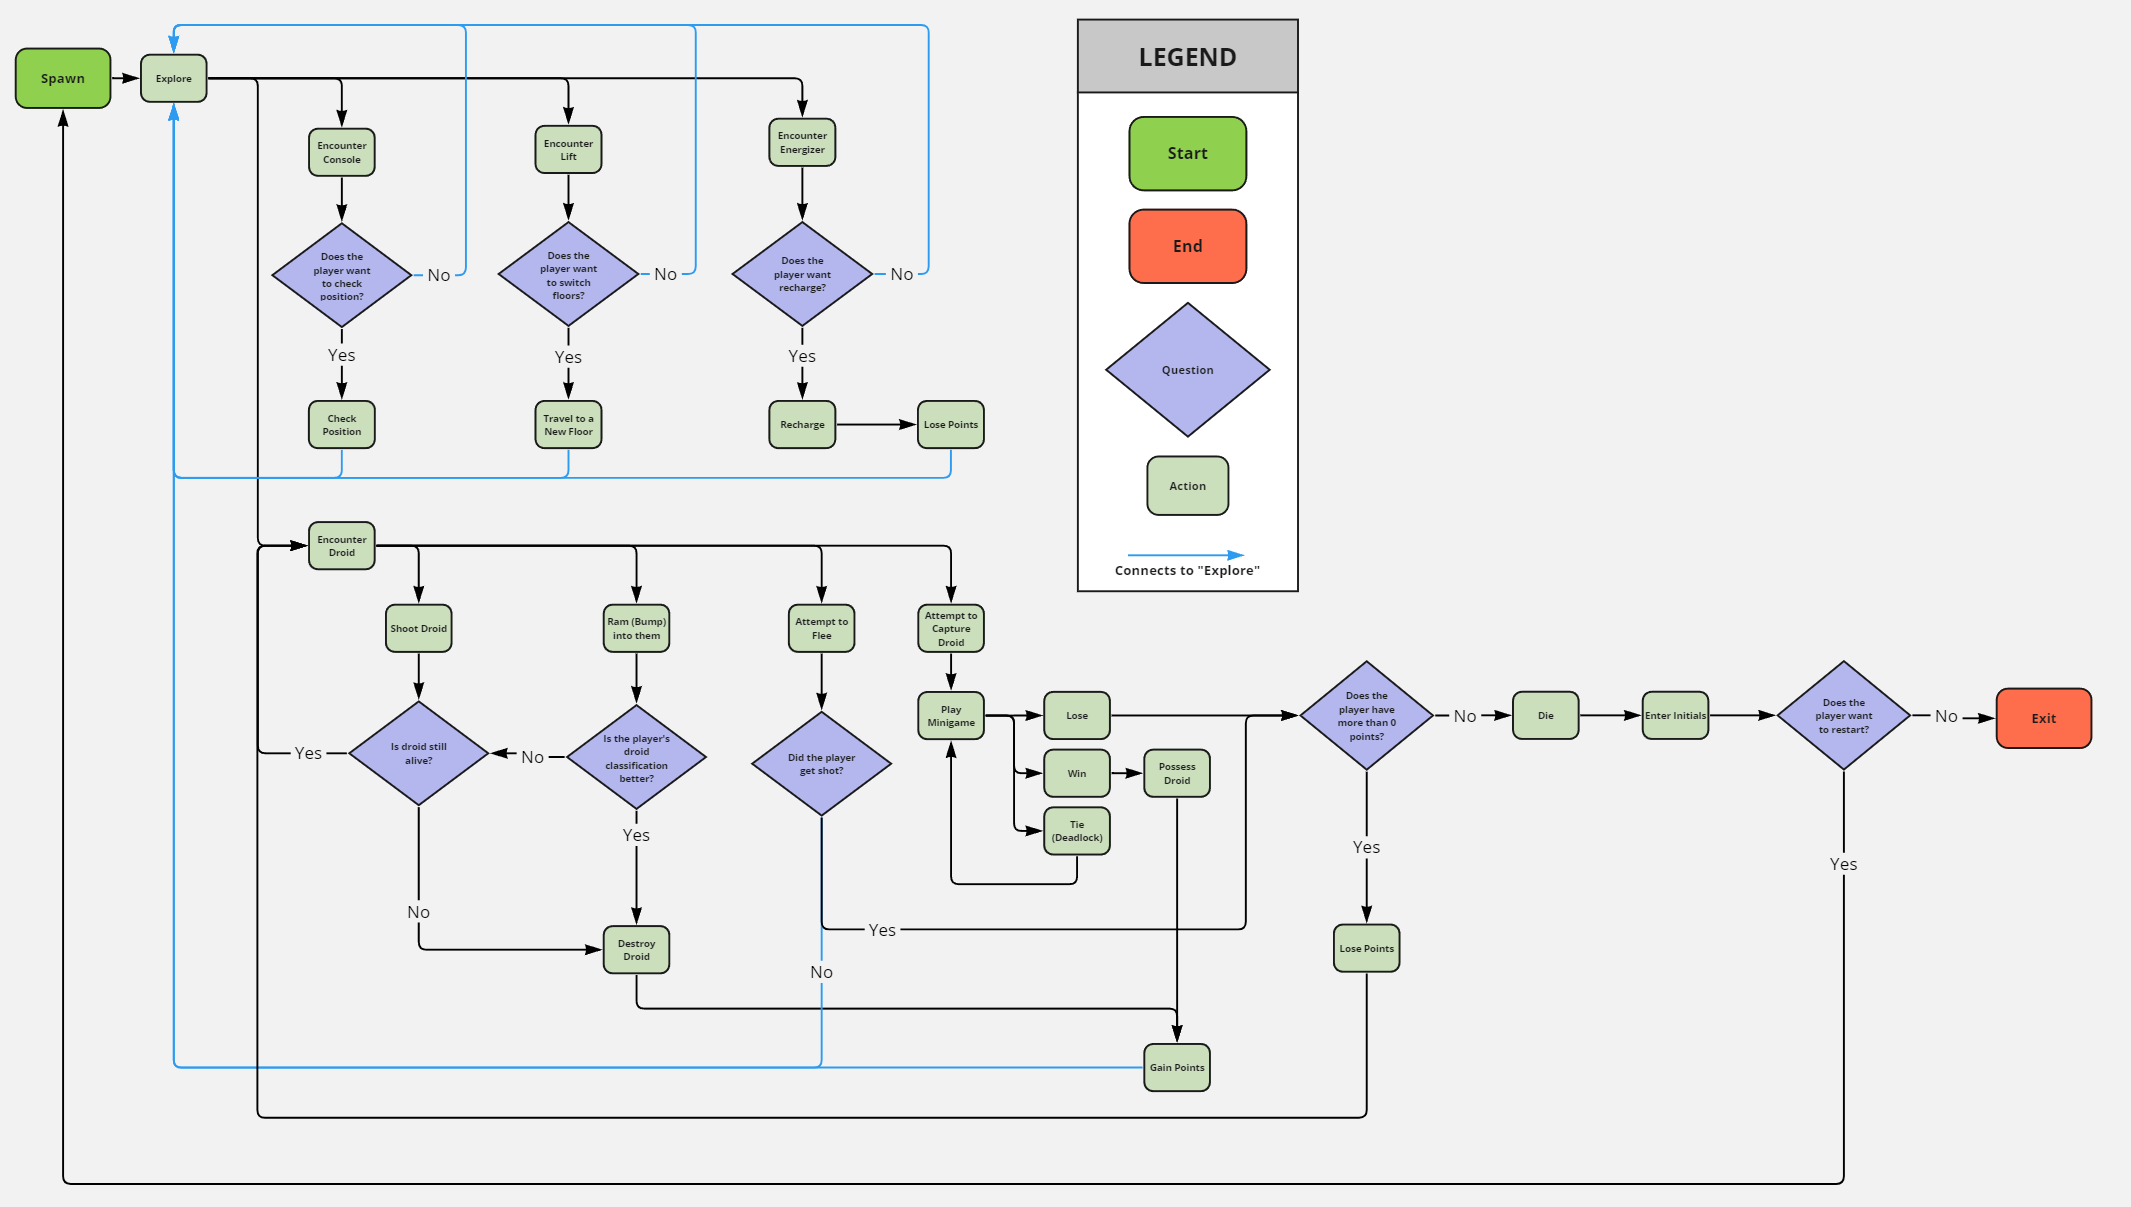 LEGEND
Spawn
Explore
Encounter
Console
Encounter
Lift
Encounter
Energizer
Start
End
Does the
player want
to check
position?
No
Does the
player want
to switch
floors?
No
Does the
player want
recharge?
No
Yes
Yes
Yes
Question
Check
Position
Travel to a
New Floor
Recharge
Lose Points
Action
Connects to "Explore"
Encounter
Droid
Shoot Droid
Ram (Bump)
into them
Attempt to
Flee
Attempt to
Capture
Droid
Play
Minigame
Lose
Does the
player have
more than 0
points?
No
Die
Enter Initials
Does the
player want
to restart?
No
Exit
Yes
Is droid still
alive?
No
Is the player's
droid
classification
better?
Did the player
get shot?
Win
Possess
Droid
Tie
(Deadlock)
Yes
Yes
Yes
No
Yes
Destroy
Droid
Lose Points
No
Gain Points